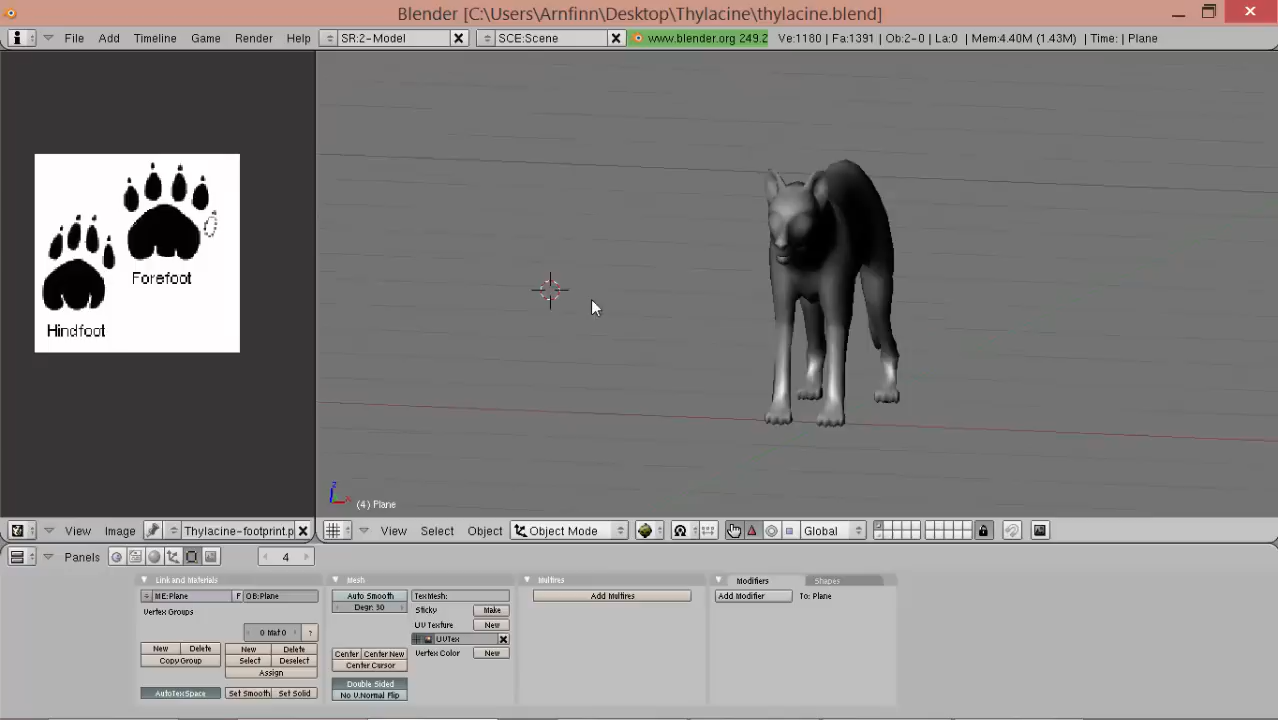 Blender [C:\Users\Arnfinn\Desktop\Thylacine\thylacine.blend]
File Add Timeline Game Render Help SR:2-Model SCE:Scene www.blender.org 249.2 Ve:1160 | Fa:1391 | Ob:2-0 | La:0 | Mem:4.40M (1.43M) | Time: | Plane
Forefoot
Hindfoot
z
x
(4) Plane
View Image Thylacine-footprint.p
View Select Object Object Mode Global
Panels 4
Link and Materials
ME:Plane F OB:Plane
Vertex Groups
0 Mat 0 ?
New Delete New Delete
Copy Group Select Deselect
Assign
AutoTexSpace Set Smooth Set Solid
Mesh
Auto Smooth
Degr: 30
TexMesh:
Sticky Make
UV Texture New
UVTex
Vertex Color New
Center Center New
Center Cursor
Double Sided
No V.Normal Flip
Multires
Add Multires
Modifiers Shapes
Add Modifier To: Plane